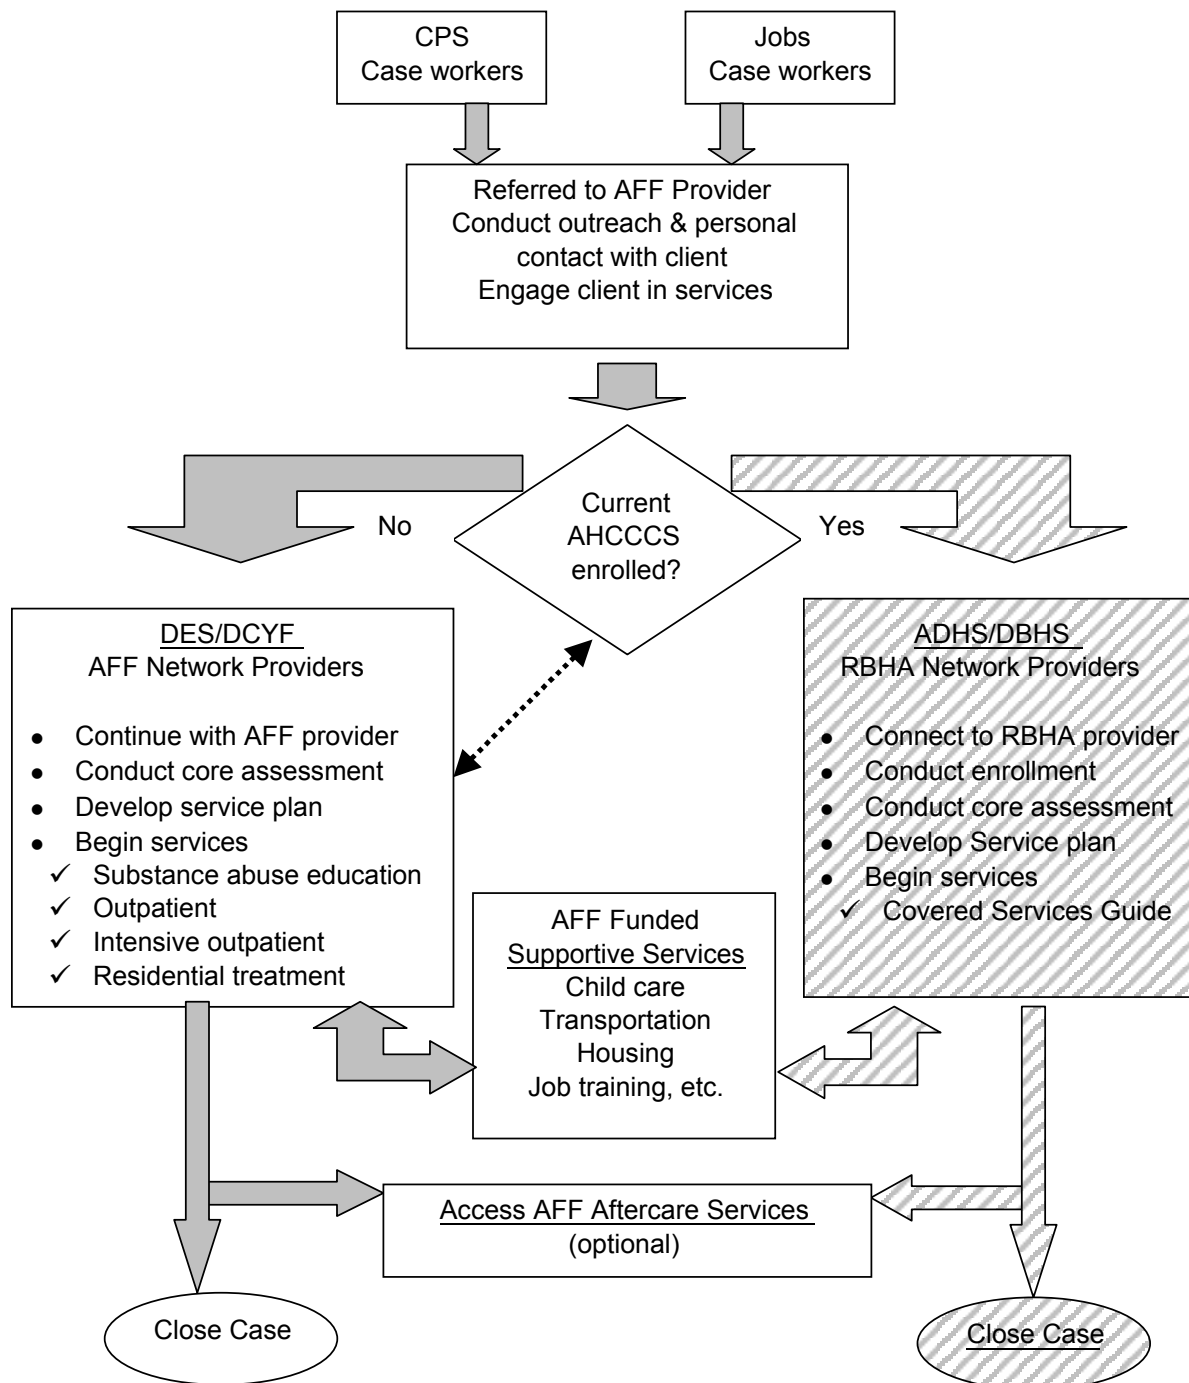 CPS
Case workers
Jobs
Case workers
Referred to AFF Provider
Conduct outreach & personal
contact with client
Engage client in services
Current
AHCCCS
enrolled?
No
Yes
DES/DCYF
AFF Network Providers
● Continue with AFF provider
● Conduct core assessment
● Develop service plan
● Begin services
✓ Substance abuse education
✓ Outpatient
✓ Intensive outpatient
✓ Residential treatment
ADHS/DBHS
RBHA Network Providers
● Connect to RBHA provider
● Conduct enrollment
● Conduct core assessment
● Develop Service plan
● Begin services
✓ Covered Services Guide
AFF Funded
Supportive Services
Child care
Transportation
Housing
Job training, etc.
Access AFF Aftercare Services
(optional)
Close Case
Close Case